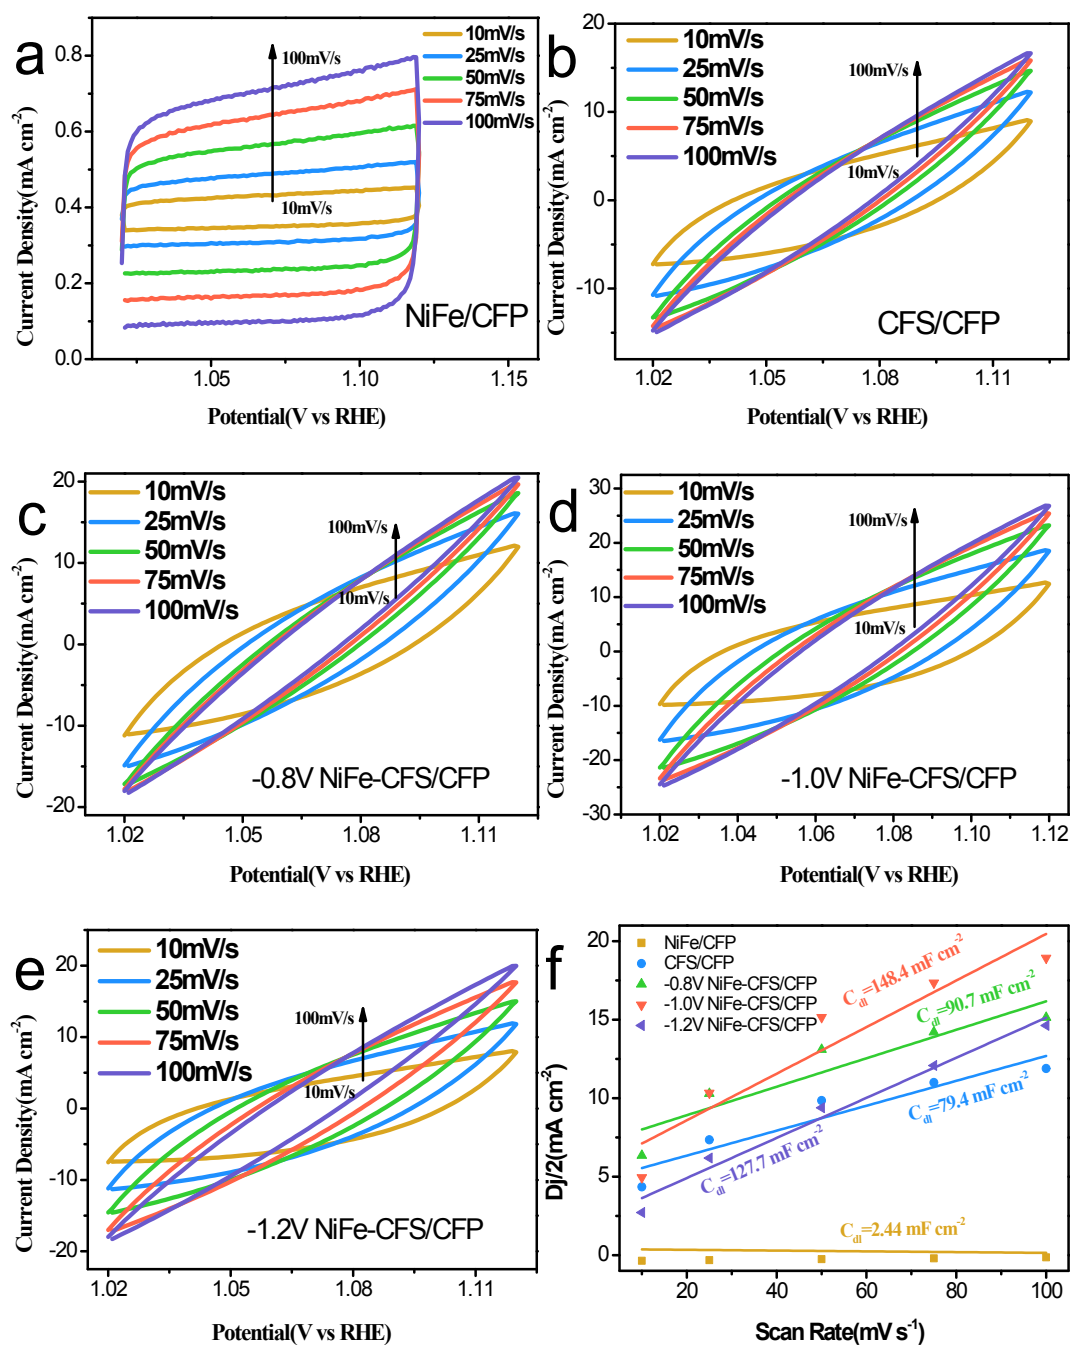 a
10mV/s
25mV/s
50mV/s
75mV/s
100mV/s
100mV/s
10mV/s
NiFe/CFP
0.8
0.6
0.4
0.2
0.0
Current Density(mA cm-2)
1.05
1.10
1.15
Potential(V vs RHE)
b
10mV/s
25mV/s
50mV/s
75mV/s
100mV/s
100mV/s
10mV/s
CFS/CFP
20
10
0
-10
Current Density(mA cm-2)
1.02
1.05
1.08
1.11
Potential(V vs RHE)
c
10mV/s
25mV/s
50mV/s
75mV/s
100mV/s
100mV/s
10mV/s
-0.8V NiFe-CFS/CFP
20
10
0
-10
-20
Current Density(mA cm-2)
1.02
1.05
1.08
1.11
Potential(V vs RHE)
d
10mV/s
25mV/s
50mV/s
75mV/s
100mV/s
100mV/s
10mV/s
-1.0V NiFe-CFS/CFP
30
20
10
0
-10
-20
-30
Current Density(mA cm-2)
1.02
1.04
1.06
1.08
1.10
1.12
Potential(V vs RHE)
e
10mV/s
25mV/s
50mV/s
75mV/s
100mV/s
100mV/s
10mV/s
-1.2V NiFe-CFS/CFP
20
10
0
-10
-20
Current Density(mA cm-2)
1.02
1.05
1.08
1.11
Potential(V vs RHE)
f
NiFe/CFP
CFS/CFP
-0.8V NiFe-CFS/CFP
-1.0V NiFe-CFS/CFP
-1.2V NiFe-CFS/CFP
Cdl=148.4 mF cm-2
Cdl=90.7 mF cm-2
Cdl=79.4 mF cm-2
Cdl=127.7 mF cm-2
Cdl=2.44 mF cm-2
20
15
10
5
0
Dj/2(mA cm-2)
20
40
60
80
100
Scan Rate(mV s-1)